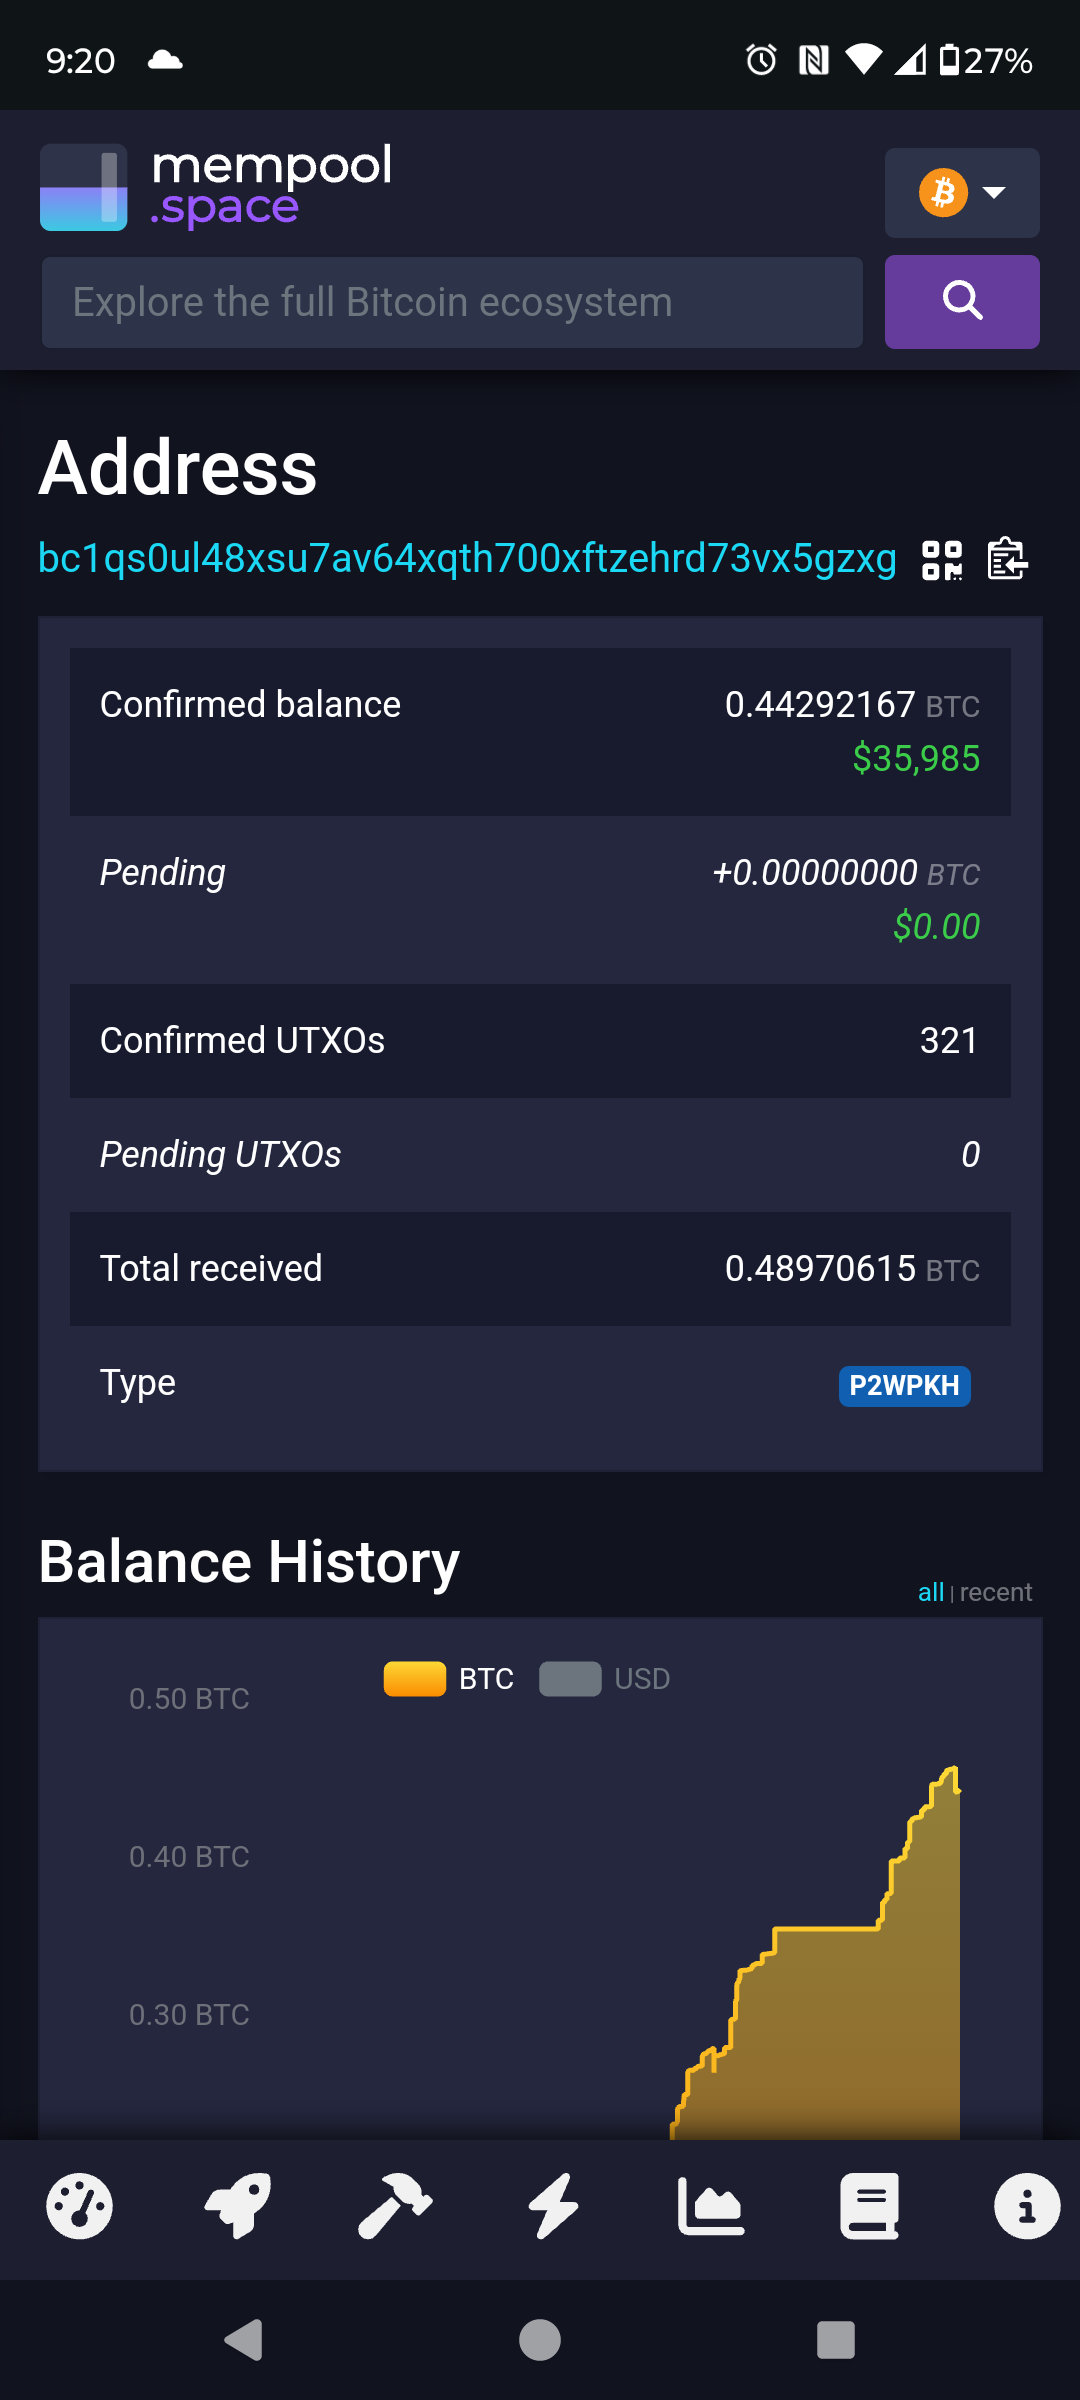 9:20
27%
mempool
.space
Explore the full Bitcoin ecosystem
Address
bc1qs0ul48xsu7av64xqth700xftzehrd73vx5gzxg
Confirmed balance 0.44292167 BTC
$35,985
Pending +0.00000000 BTC
$0.00
Confirmed UTXOs 321
Pending UTXOs 0
Total received 0.48970615 BTC
Type P2WPKH
Balance History
all | recent
BTC USD
0.50 BTC
0.40 BTC
0.30 BTC